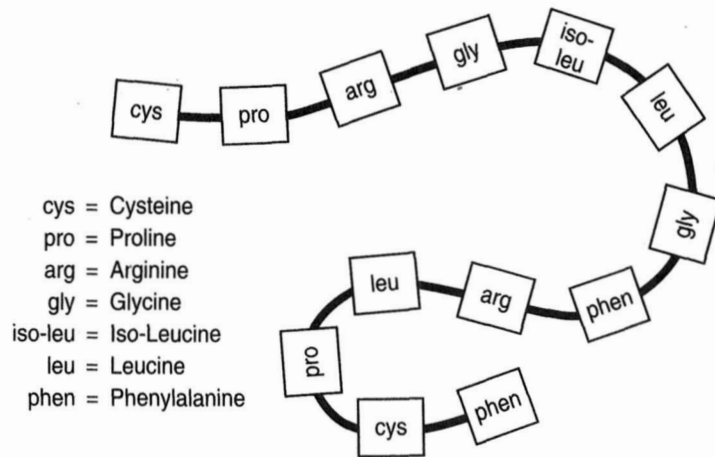 cys
pro
arg
gly
iso-
leu
leu
gly
phen
arg
leu
pro
cys
phen
cys = Cysteine
pro = Proline
arg = Arginine
gly = Glycine
iso-leu = Iso-Leucine
leu = Leucine
phen = Phenylalanine